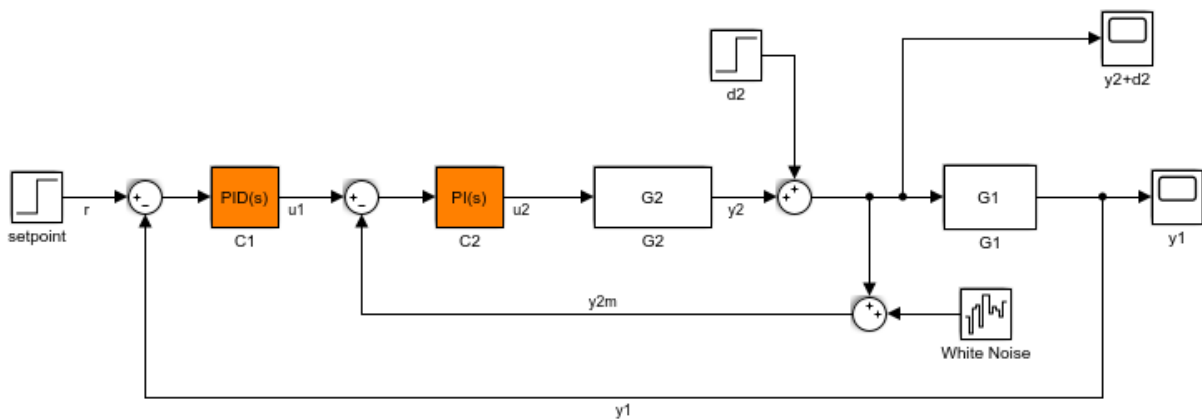 d2
y2+d2
PID(s)
PI(s)
G2
G1
r
u1
u2
y2
setpoint
C1
C2
G2
G1
y1
y2m
White Noise
y1